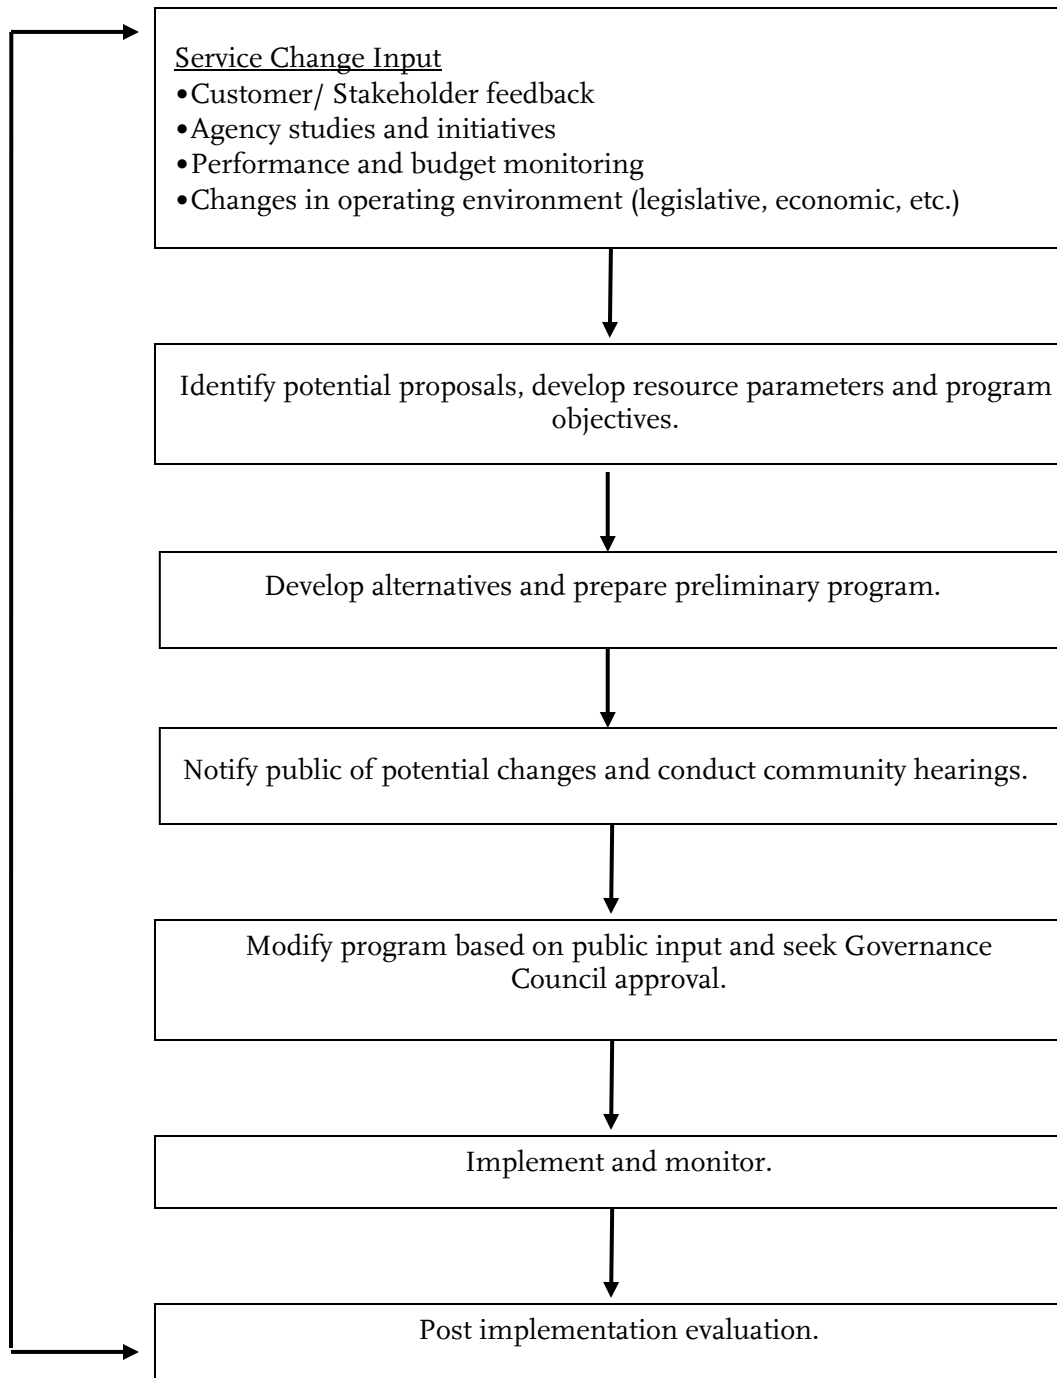 Service Change Input
•Customer/ Stakeholder feedback
•Agency studies and initiatives
•Performance and budget monitoring
•Changes in operating environment (legislative, economic, etc.)
Identify potential proposals, develop resource parameters and program
objectives.
Develop alternatives and prepare preliminary program.
Notify public of potential changes and conduct community hearings.
Modify program based on public input and seek Governance
Council approval.
Implement and monitor.
Post implementation evaluation.